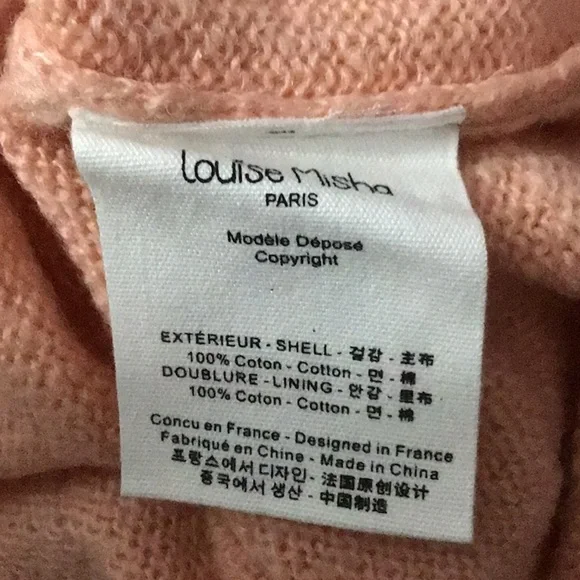 Louïse Misha
PARIS
Modèle Déposé
Copyright
EXTÉRIEUR - SHELL - 겉감 - 主布
100% Coton - Cotton - 면 - 棉
DOUBLURE - LINING - 안감 - 里布
100% Coton - Cotton - 면 - 棉
Concu en France - Designed in France
Fabriqué en Chine - Made in China
프랑스에서 디자인 - 法国原创设计
중국에서 생산 - 中国制造